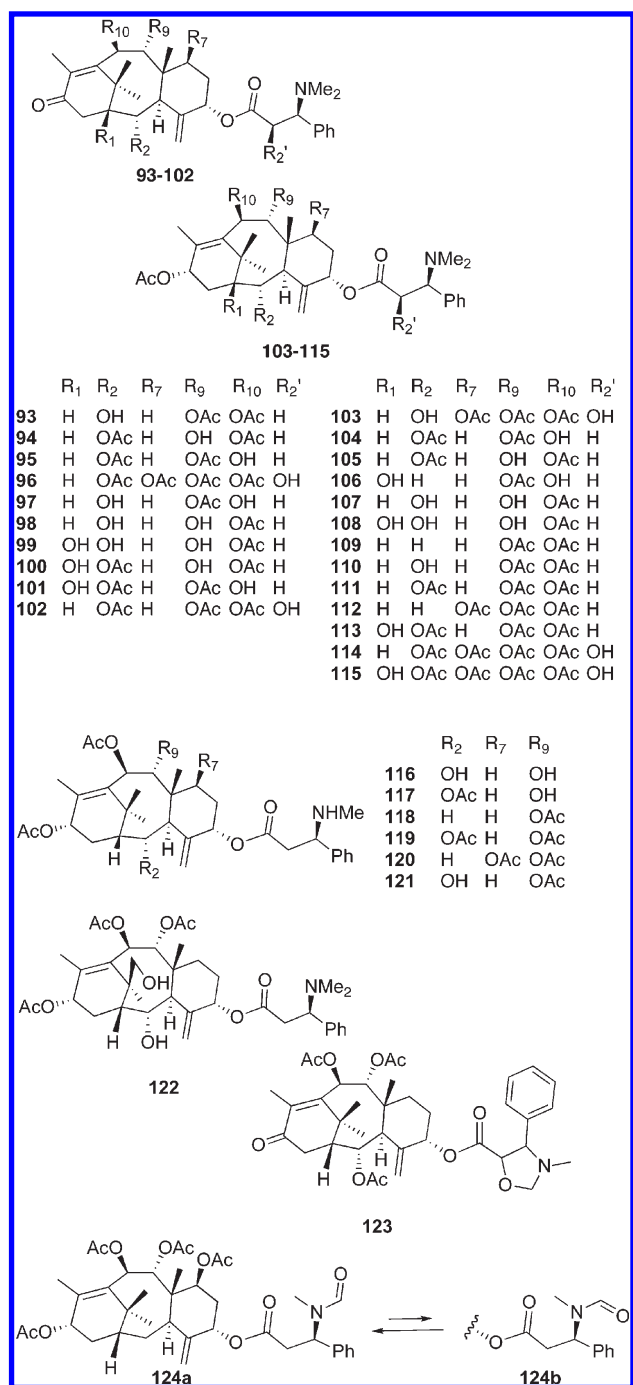 R10 R9 R7
O NMe2
O
O Ph
R1 H R2 R2'
93-102
R10 R9 R7
O NMe2
AcO O Ph
R1 H R2 R2'
103-115
R1 R2 R7 R9 R10 R2' R1 R2 R7 R9 R10 R2'
93 H OH H OAc OAc H 103 H OH OAc OAc OAc OH
94 H OAc H OH OAc H 104 H OAc H OAc OH H
95 H OAc H OAc OH H 105 H OAc H OH OAc H
96 H OAc OAc OAc OAc OH 106 OH H H OAc OH H
97 H OH H OAc OAc H 107 H OH H OH OAc H
98 H OH H OH OAc H 108 OH OH H OH OAc H
99 OH OH H OH OAc H 109 H H H OAc OAc H
100 OH OAc H OH OAc H 110 H OH H OAc OAc H
101 OH OAc H OAc OH H 111 H OAc H OAc OAc H
102 H OAc H OAc OAc OH 112 H H OAc OAc OAc H
113 OH OAc H OAc OAc H
114 H OAc OAc OAc OAc OH
115 OH OAc OAc OAc OAc OH
AcO R9 R7
O NHMe
AcO O Ph
H R2 H
R2 R7 R9
116 OH H OH
117 OAc H OH
118 H H OAc
119 OAc H OAc
120 H OAc OAc
121 OH H OAc
AcO OAc
OH O NMe2
AcO O Ph
H OH H
122
AcO OAc
O
O O N
H OAc H O
123
AcO OAc OAc
O N O
AcO O Ph
H H
124a
O N O
O Ph
124b